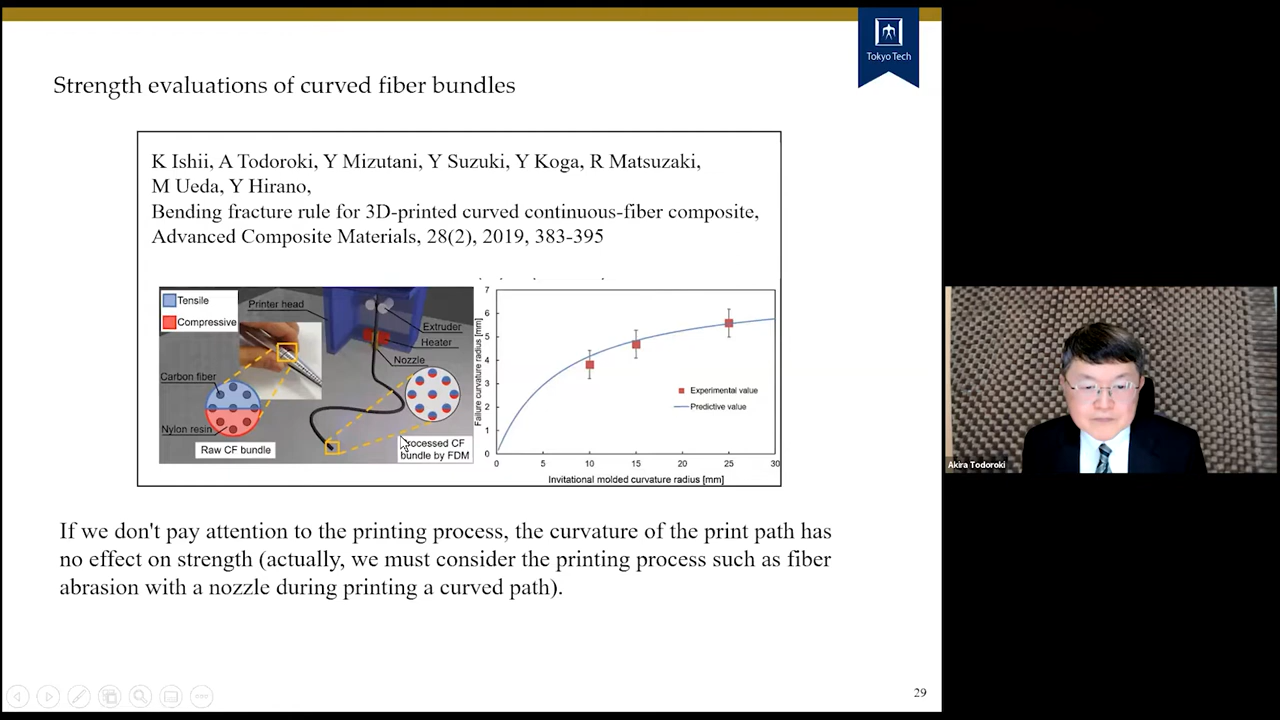 Tokyo Tech
Strength evaluations of curved fiber bundles
K Ishii, A Todoroki, Y Mizutani, Y Suzuki, Y Koga, R Matsuzaki,
M Ueda, Y Hirano,
Bending fracture rule for 3D-printed curved continuous-fiber composite,
Advanced Composite Materials, 28(2), 2019, 383-395
Tensile
Compressive
Printer head
Extruder
Heater
Nozzle
Carbon fiber
Nylon resin
Raw CF bundle
ocessed CF
bundle by FDM
Failure curvature radius [mm]
7
6
5
4
3
2
1
0
Experimental value
Predictive value
0 5 10 15 20 25 30
Invitational molded curvature radius [mm]
If we don't pay attention to the printing process, the curvature of the print path has
no effect on strength (actually, we must consider the printing process such as fiber
abrasion with a nozzle during printing a curved path).
29
Akira Todoroki